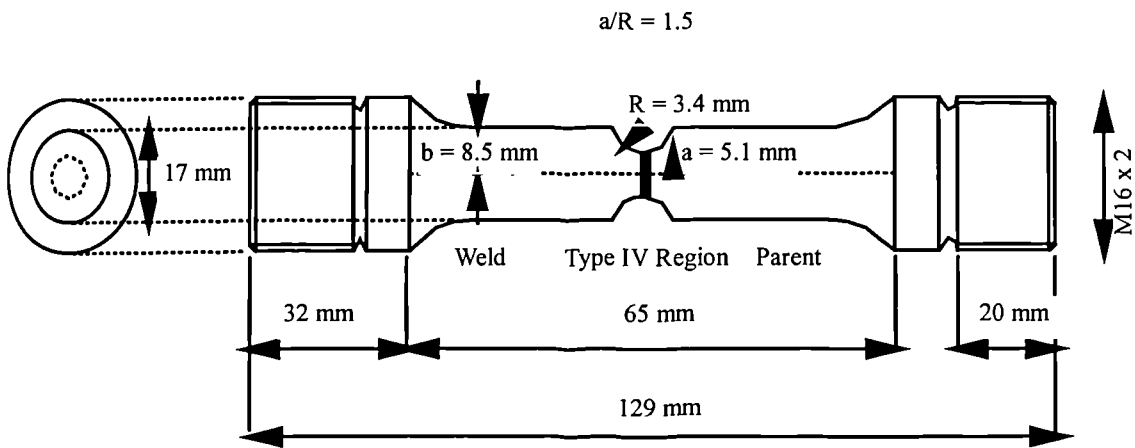 a/R = 1.5
R = 3.4 mm
b = 8.5 mm
a = 5.1 mm
17 mm
M16 x 2
Weld
Type IV Region
Parent
32 mm
65 mm
20 mm
129 mm